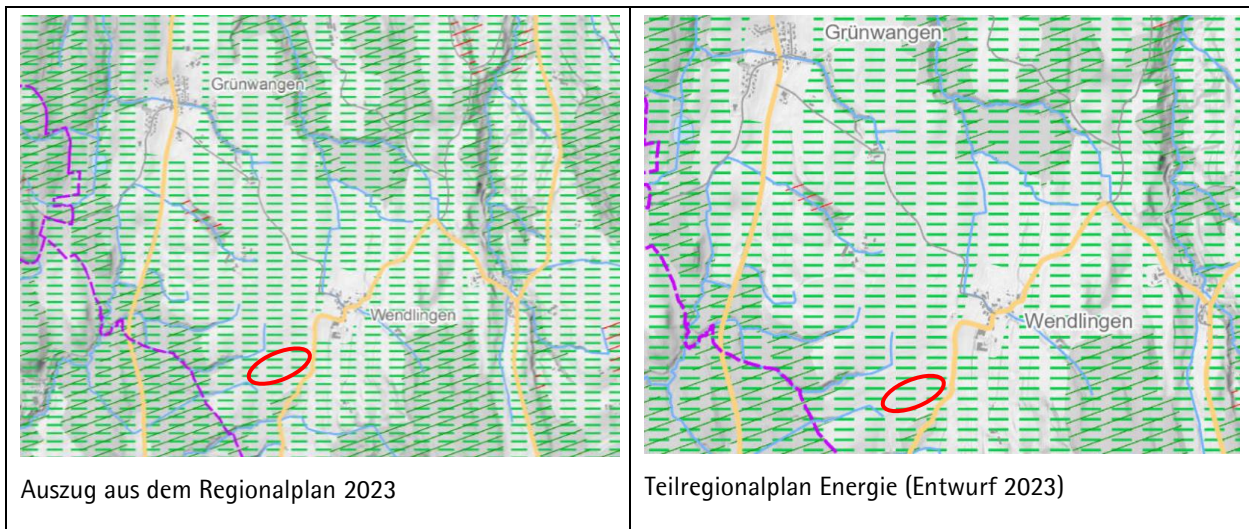 Grünwangen
Wendlingen
Auszug aus dem Regionalplan 2023
Grünwangen
Wendlingen
Teilregionalplan Energie (Entwurf 2023)